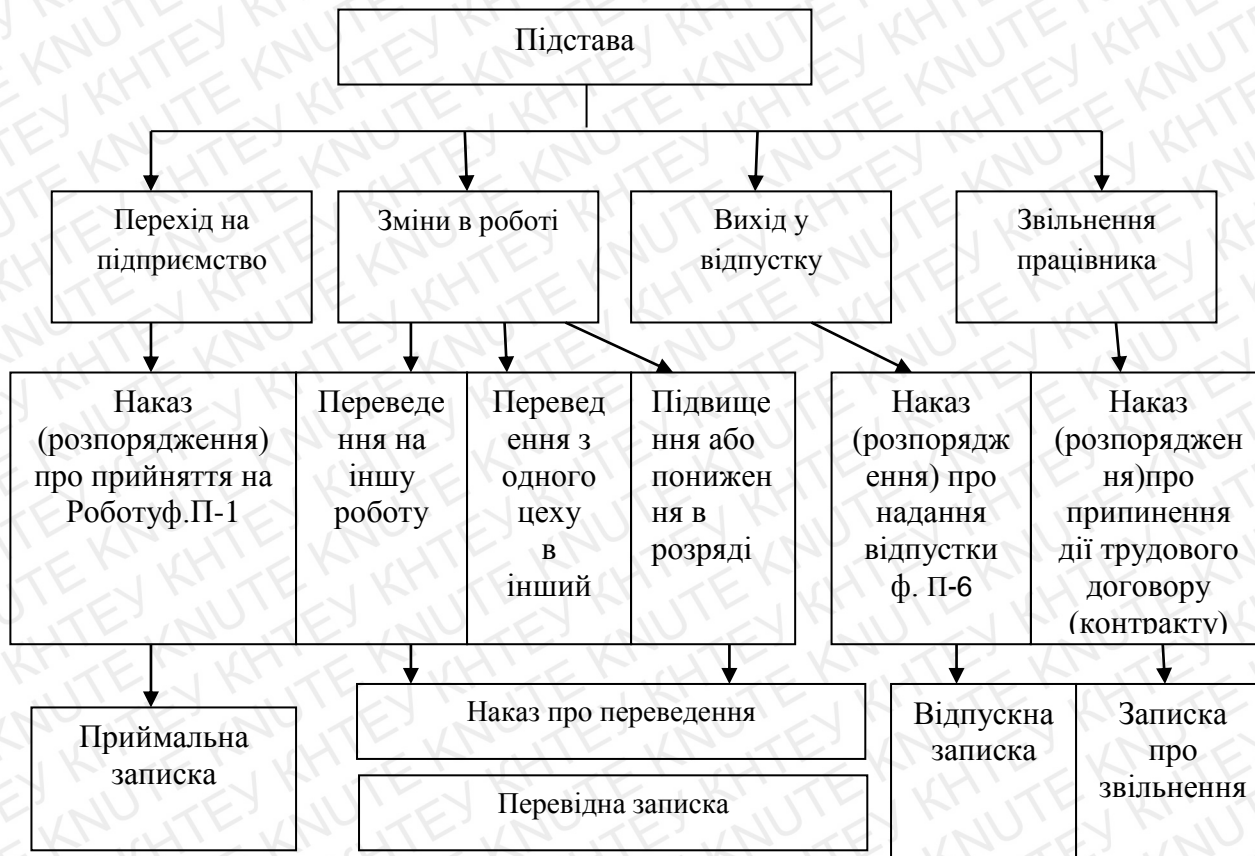 Підстава
Перехід на
підприємство
Зміни в роботі
Вихід у
відпустку
Звільнення
працівника
Наказ
(розпорядження)
про прийняття на
Роботуф.П-1
Переведе
ння на
іншу
роботу
Перевед
ення з
одного
цеху
в
інший
Підвище
ння або
понижен
ня в
розряді
Наказ
(розпорядж
ення) про
надання
відпустки
ф. П-6
Наказ
(розпоряджен
ня)про
припинення
дії трудового
договору
(контракту)
Приймальна
записка
Наказ про переведення
Перевідна записка
Відпускна
записка
Записка
про
звільнення